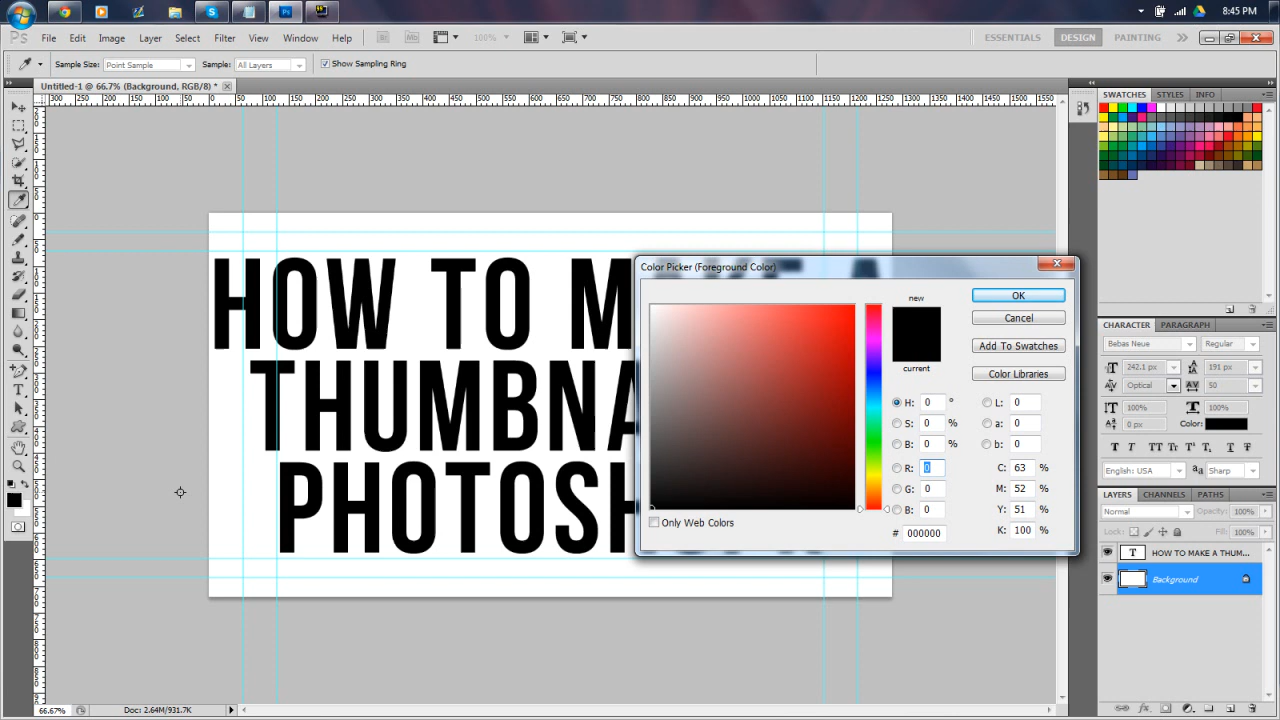 8:45 PM
Ps File Edit Image Layer Select Filter View Window Help Br Mb 100% ESSENTIALS DESIGN PAINTING
Sample Size: Point Sample Sample: All Layers Show Sampling Ring
Untitled-1 @ 66.7% (Background, RGB/8) *
300 250 200 150 100 50 0 50 100 150 200 250 300 350 400 450 500 550 600 650 700 750 800 850 900 950 1000 1050 1100 1150 1200 1250 1300 1350 1400 1450 1500 1550
SWATCHES STYLES INFO
HOW TO M
THUMBNA
PHOTOSH
Color Picker (Foreground Color)
new
current
OK
Cancel
Add To Swatches
Color Libraries
H: 0 ° L: 0
S: 0 % a: 0
B: 0 % b: 0
R: 0 C: 63 %
G: 0 M: 52 %
B: 0 Y: 51 %
# 000000 K: 100 %
Only Web Colors
CHARACTER PARAGRAPH
Bebas Neue Regular
242.1 px 191 px
Optical 50
100% 100%
0 px Color:
T T TT Tr T¹ T₁ T T
English: USA aa Sharp
LAYERS CHANNELS PATHS
Normal Opacity: 100%
Lock: Fill: 100%
T HOW TO MAKE A THUM...
Background
66.67% Doc: 2.64M/931.7K